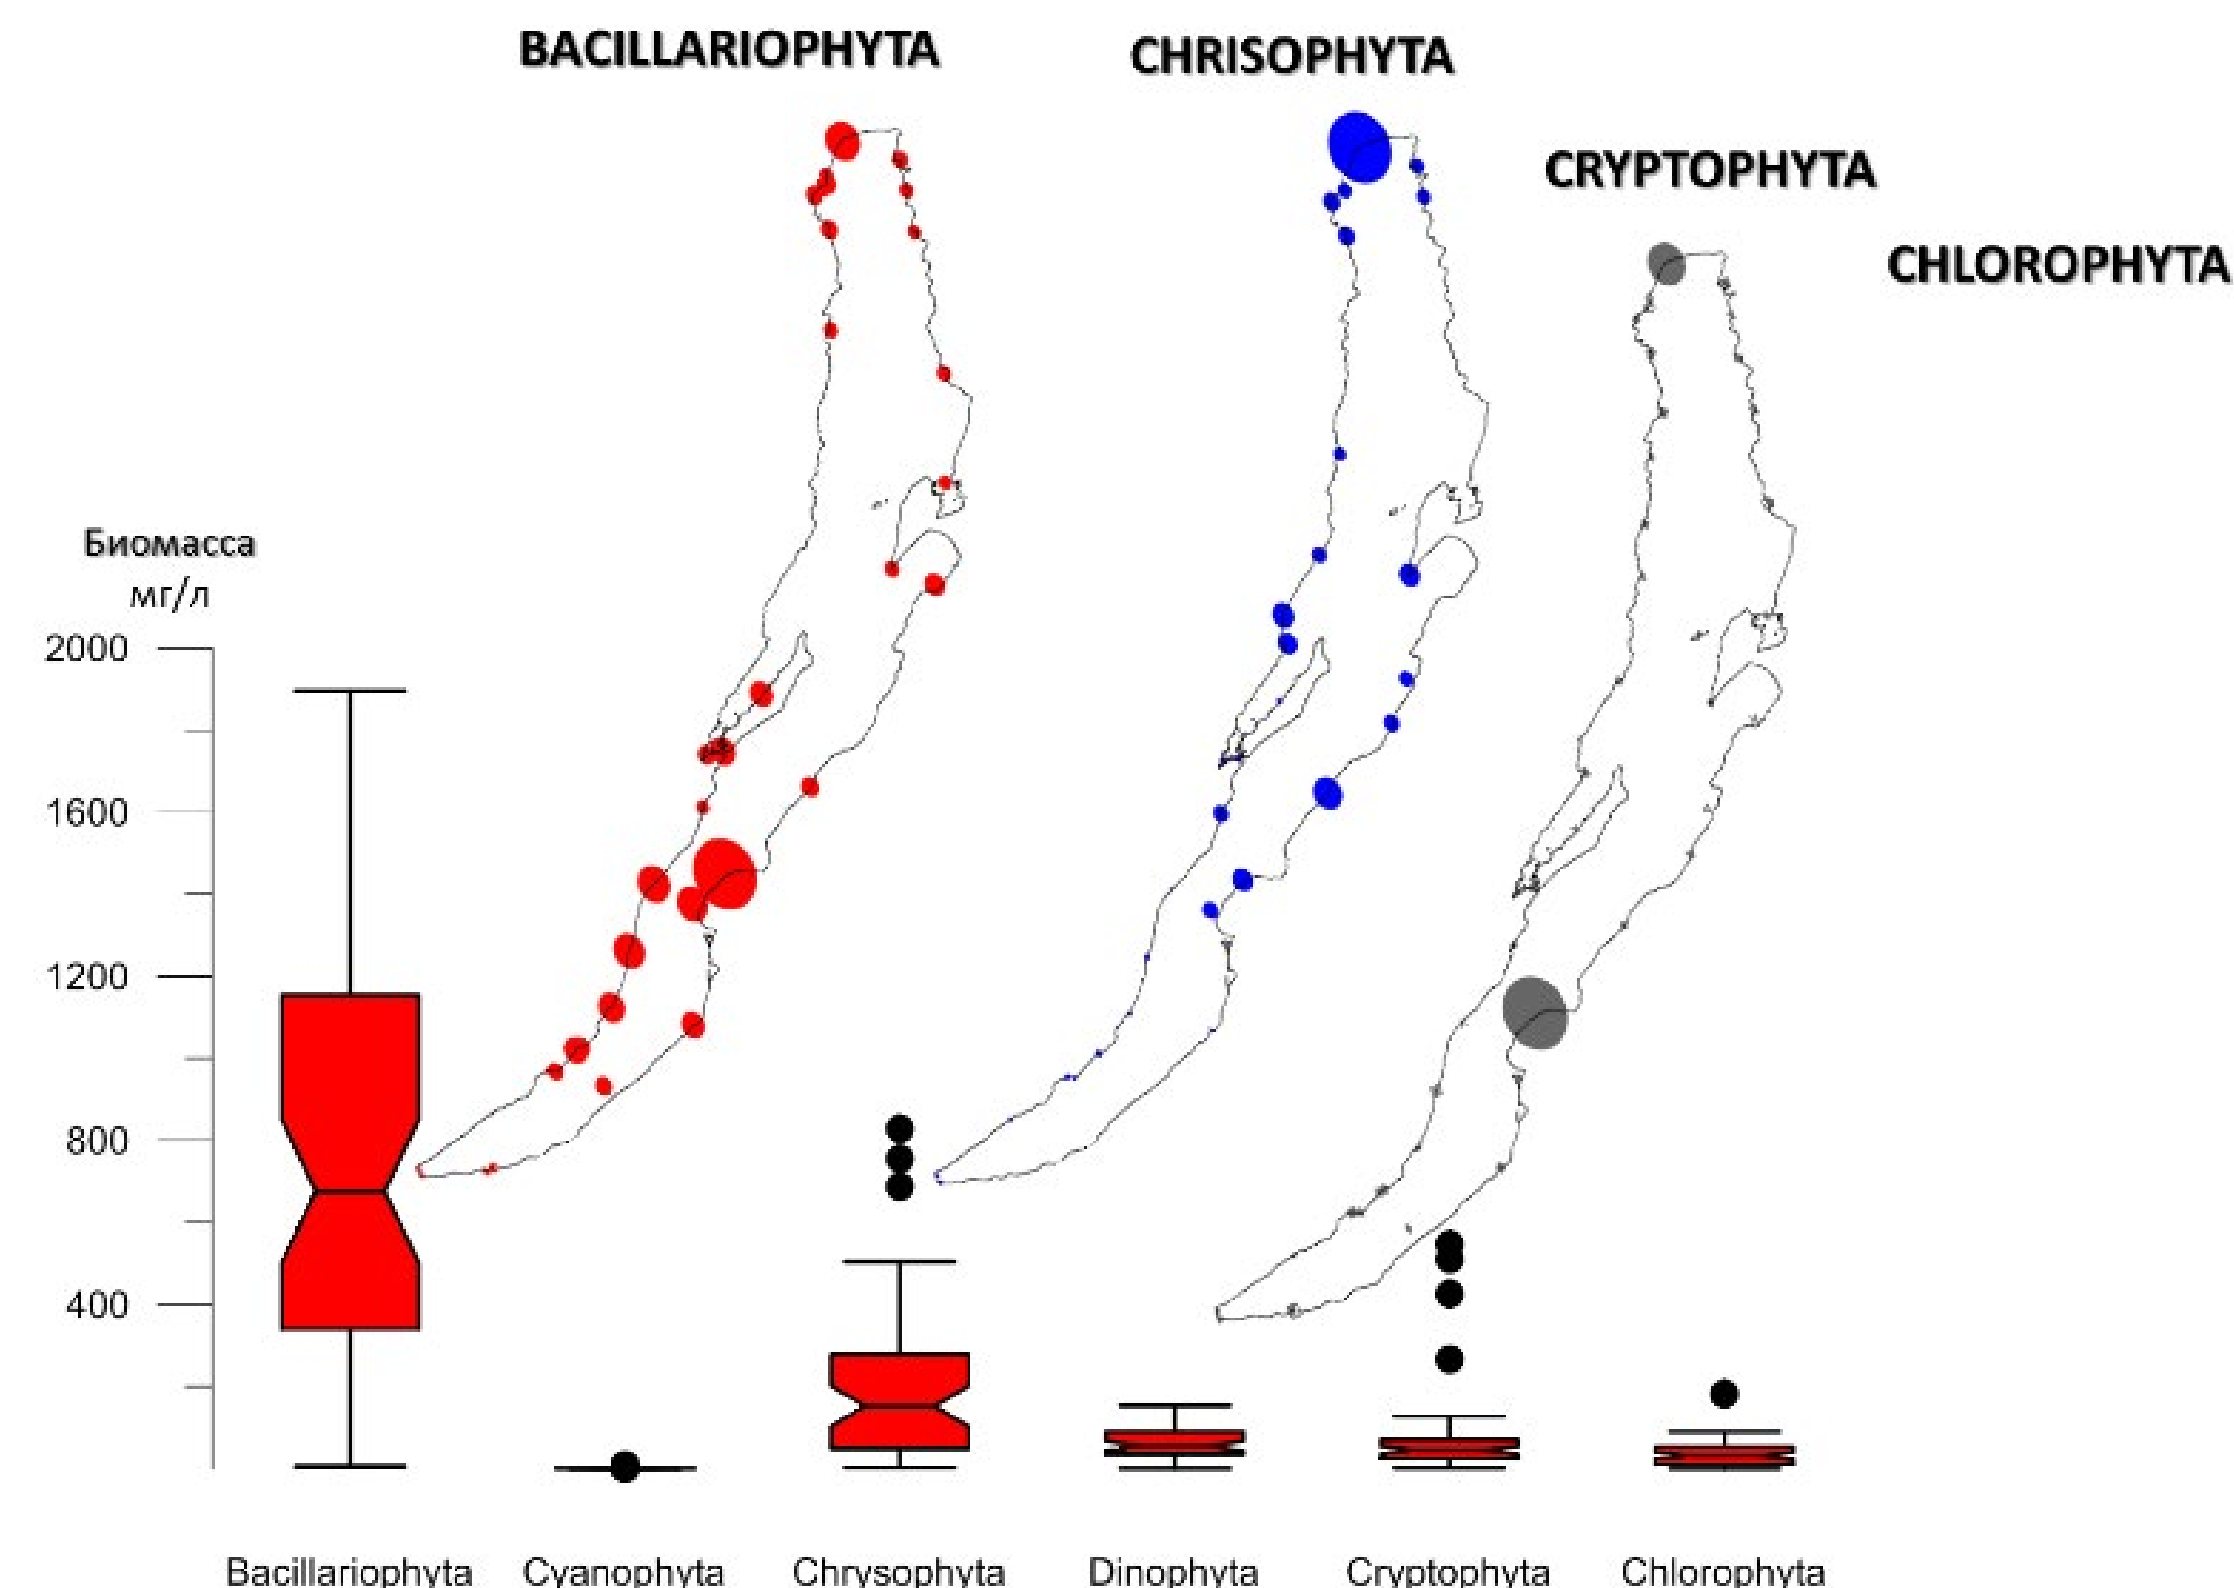 BACILLARIOPHYTA
CHRISOPHYTA
CRYPTOPHYTA
CHLOROPHYTA
Биомасса
мг/л
2000
1600
1200
800
400
Bacillariophyta Cyanophyta Chrysophyta Dinophyta Cryptophyta Chlorophyta